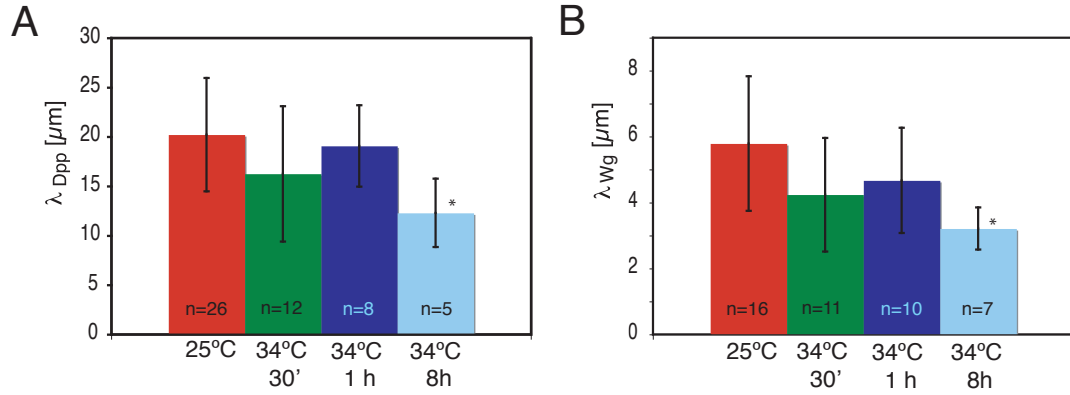 A
λ Dpp [µm]
30
25
20
15
10
5
0
*
n=26
n=12
n=8
n=5
25ºC
34ºC
30’
34ºC
1 h
34ºC
8h
B
λ Wg [µm]
8
6
4
2
0
*
n=16
n=11
n=10
n=7
25ºC
34ºC
30’
34ºC
1 h
34ºC
8h